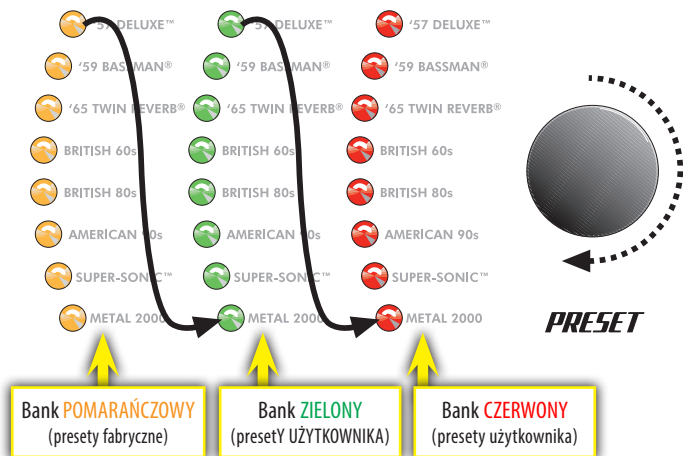 '57 DELUXE™
'59 BASSMAN®
'65 TWIN REVERB®
BRITISH 60s
BRITISH 80s
AMERICAN 90s
SUPER-SONIC™
METAL 2000
'57 DELUXE™
'59 BASSMAN®
'65 TWIN REVERB®
BRITISH 60s
BRITISH 80s
AMERICAN 90s
SUPER-SONIC™
METAL 2000
'57 DELUXE™
'59 BASSMAN®
'65 TWIN REVERB®
BRITISH 60s
BRITISH 80s
AMERICAN 90s
SUPER-SONIC™
METAL 2000
PRESET
Bank POMARAŃCZOWY
(presety fabryczne)
Bank ZIELONY
(presetY UŻYTKOWNIKA)
Bank CZERWONY
(presety użytkownika)